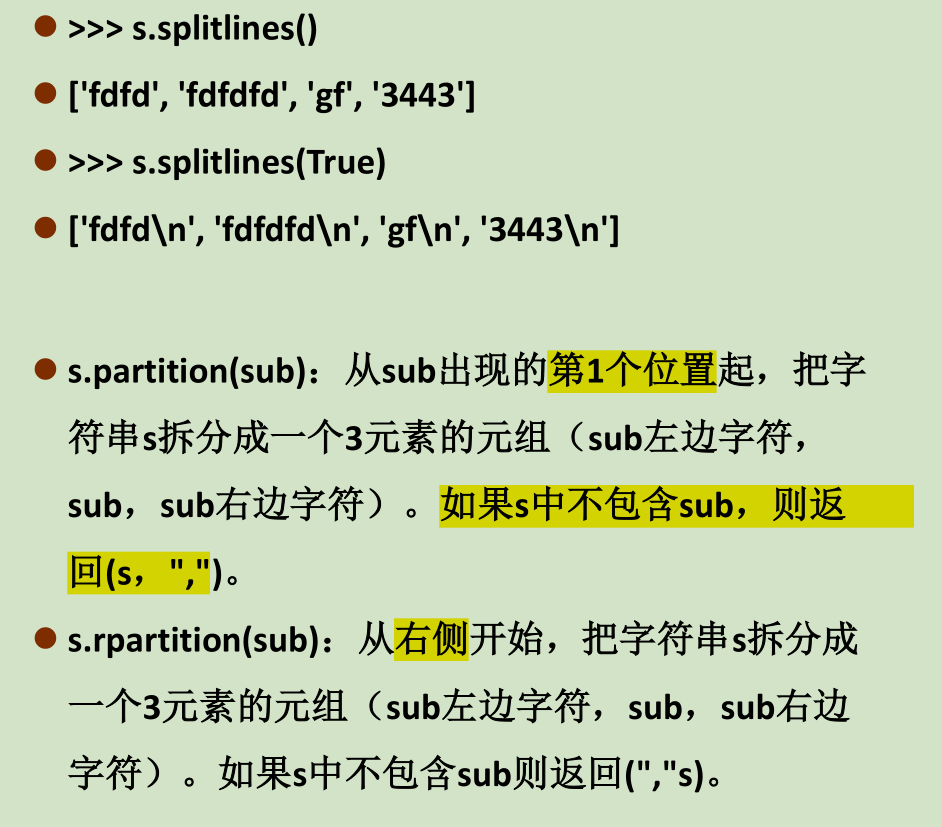 ● >>> s.splitlines()
● ['fdfd', 'fdfdfd', 'gf', '3443']
● >>> s.splitlines(True)
● ['fdfd\n', 'fdfdfd\n', 'gf\n', '3443\n']
● s.partition(sub)：从sub出现的第1个位置起，把字
符串s拆分成一个3元素的元组（sub左边字符，
sub，sub右边字符）。如果s中不包含sub，则返
回(s，",")。
● s.rpartition(sub)：从右侧开始，把字符串s拆分成
一个3元素的元组（sub左边字符，sub，sub右边
字符）。如果s中不包含sub则返回(","s)。